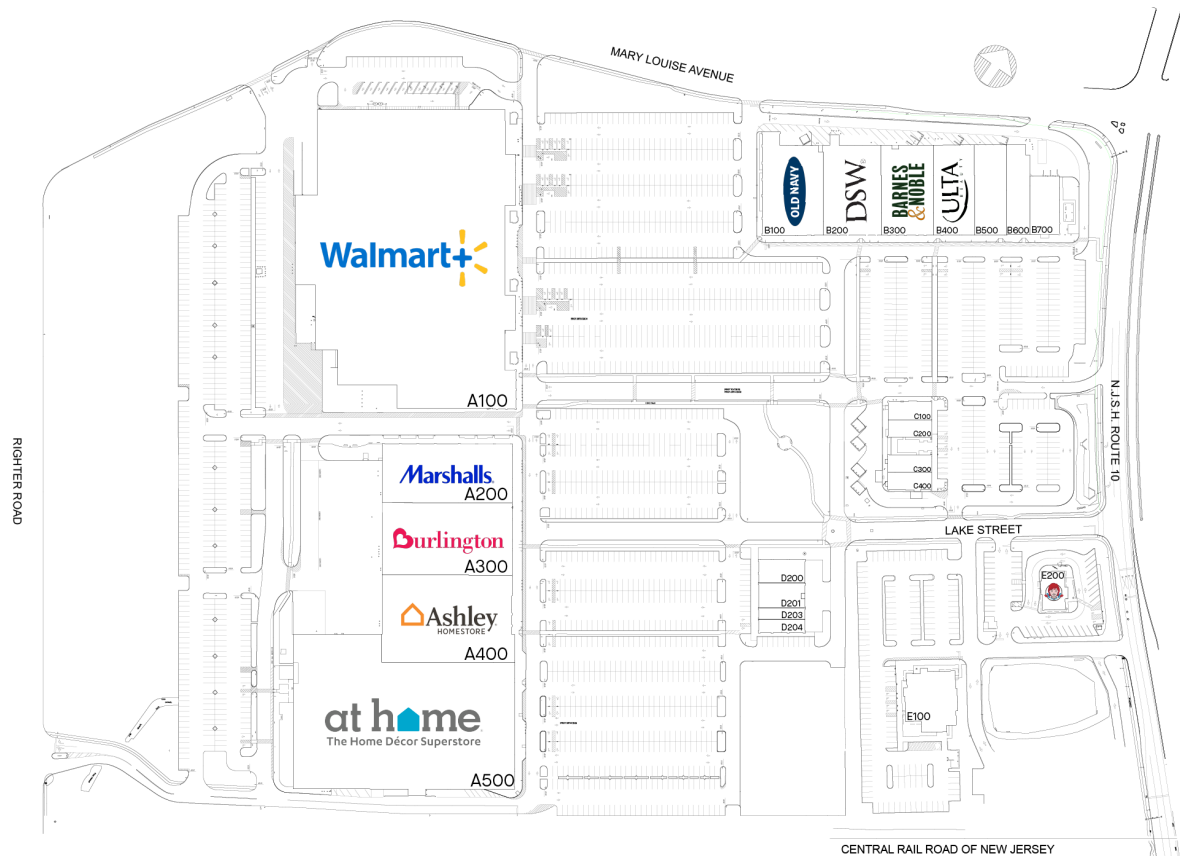 MARY LOUISE AVENUE
OLD NAVY
DSW
BARNES
&NOBLE
ULTA
BEAUTY
B100
B200
B300
B400
B500
B600
B700
Walmart+
A100
C100
C200
C300
C400
N.J.S.H. ROUTE 10
RIGHTER ROAD
Marshalls
A200
Burlington
A300
Ashley
HOMESTORE
A400
at home
The Home Décor Superstore
A500
LAKE STREET
D200
D201
D203
D204
E200
E100
CENTRAL RAIL ROAD OF NEW JERSEY